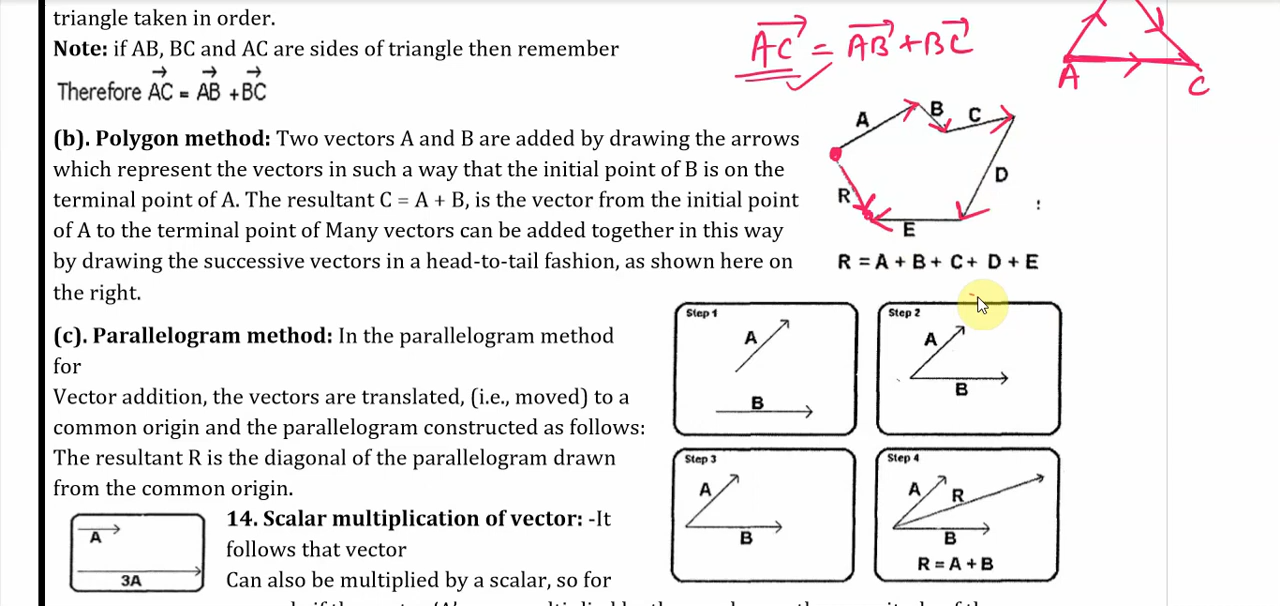 triangle taken in order.
Note: if AB, BC and AC are sides of triangle then remember
Therefore AC = AB +BC
AC = AB + BC
A
C
(b). Polygon method: Two vectors A and B are added by drawing the arrows
which represent the vectors in such a way that the initial point of B is on the
terminal point of A. The resultant C = A + B, is the vector from the initial point
of A to the terminal point of Many vectors can be added together in this way
by drawing the successive vectors in a head-to-tail fashion, as shown here on
the right.
A
B
C
D
R
E
R = A + B + C + D + E
(c). Parallelogram method: In the parallelogram method
for
Vector addition, the vectors are translated, (i.e., moved) to a
common origin and the parallelogram constructed as follows:
The resultant R is the diagonal of the parallelogram drawn
from the common origin.
Step 1
A
B
Step 2
A
B
Step 3
A
B
Step 4
A
R
B
R = A + B
A
3A
14. Scalar multiplication of vector: -It
follows that vector
Can also be multiplied by a scalar, so for